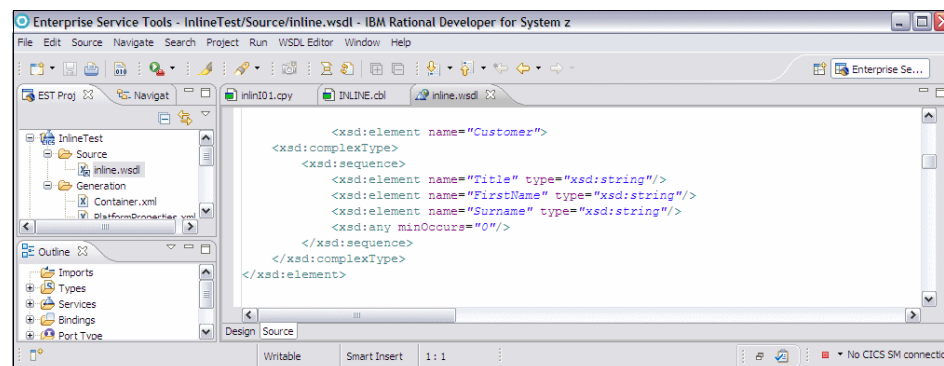 Enterprise Service Tools - InlineTest/Source/inline.wsdl - IBM Rational Developer for System z
File Edit Source Navigate Search Project Run WSDL Editor Window Help
Enterprise Se...
EST Proj Navigat inlinI01.cpy INLINE.cbl inline.wsdl
InlineTest
Source
inline.wsdl
Generation
Container.xml
PlatformProperties.xml
<xsd:element name="Customer">
<xsd:complexType>
<xsd:sequence>
<xsd:element name="Title" type="xsd:string"/>
<xsd:element name="FirstName" type="xsd:string"/>
<xsd:element name="Surname" type="xsd:string"/>
<xsd:any minOccurs="0"/>
</xsd:sequence>
</xsd:complexType>
</xsd:element>
Outline
Imports
Types
Services
Bindings
Port Type
Design Source
Writable Smart Insert 1 : 1 No CICS SM connectio